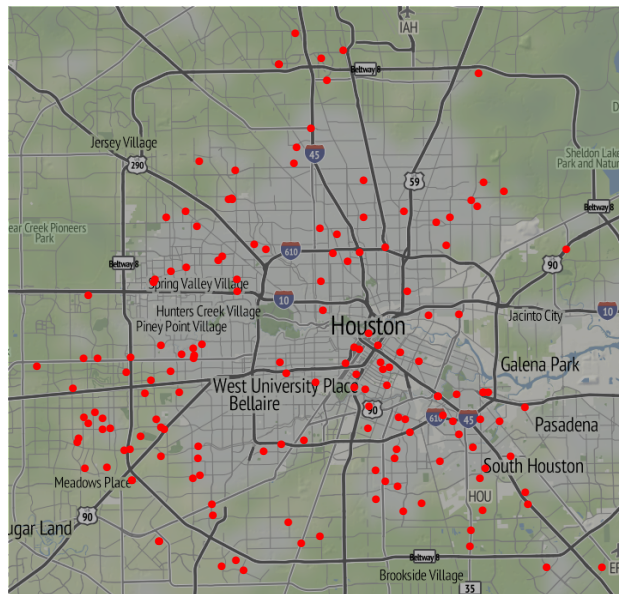 IAH
Beltway 8
Jersey Village
290
45
59
Sheldon Lake
Park and Natu
Beltway 8
ear Creek Pioneers
Park
610
90
Beltway 8
Spring Valley Village
10
Hunters Creek Village
Jacinto City
10
Piney Point Village
Houston
Galena Park
West University Place
Bellaire
90
610
45
Pasadena
South Houston
Meadows Place
HOU
90
ugar Land
Beltway 8
Brookside Village
EF
35